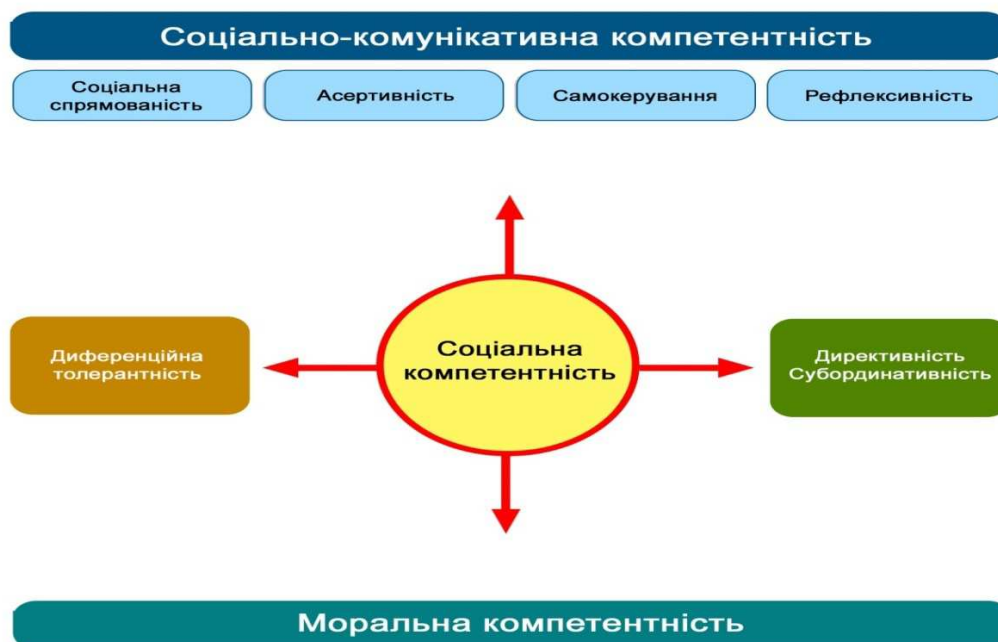 Соціально-комунікативна компетентність
Соціальна
спрямованість
Асертивність
Самокерування
Рефлексивність
Диференційна
толерантність
Соціальна
компетентність
Директивність
Субординативність
Моральна компетентність